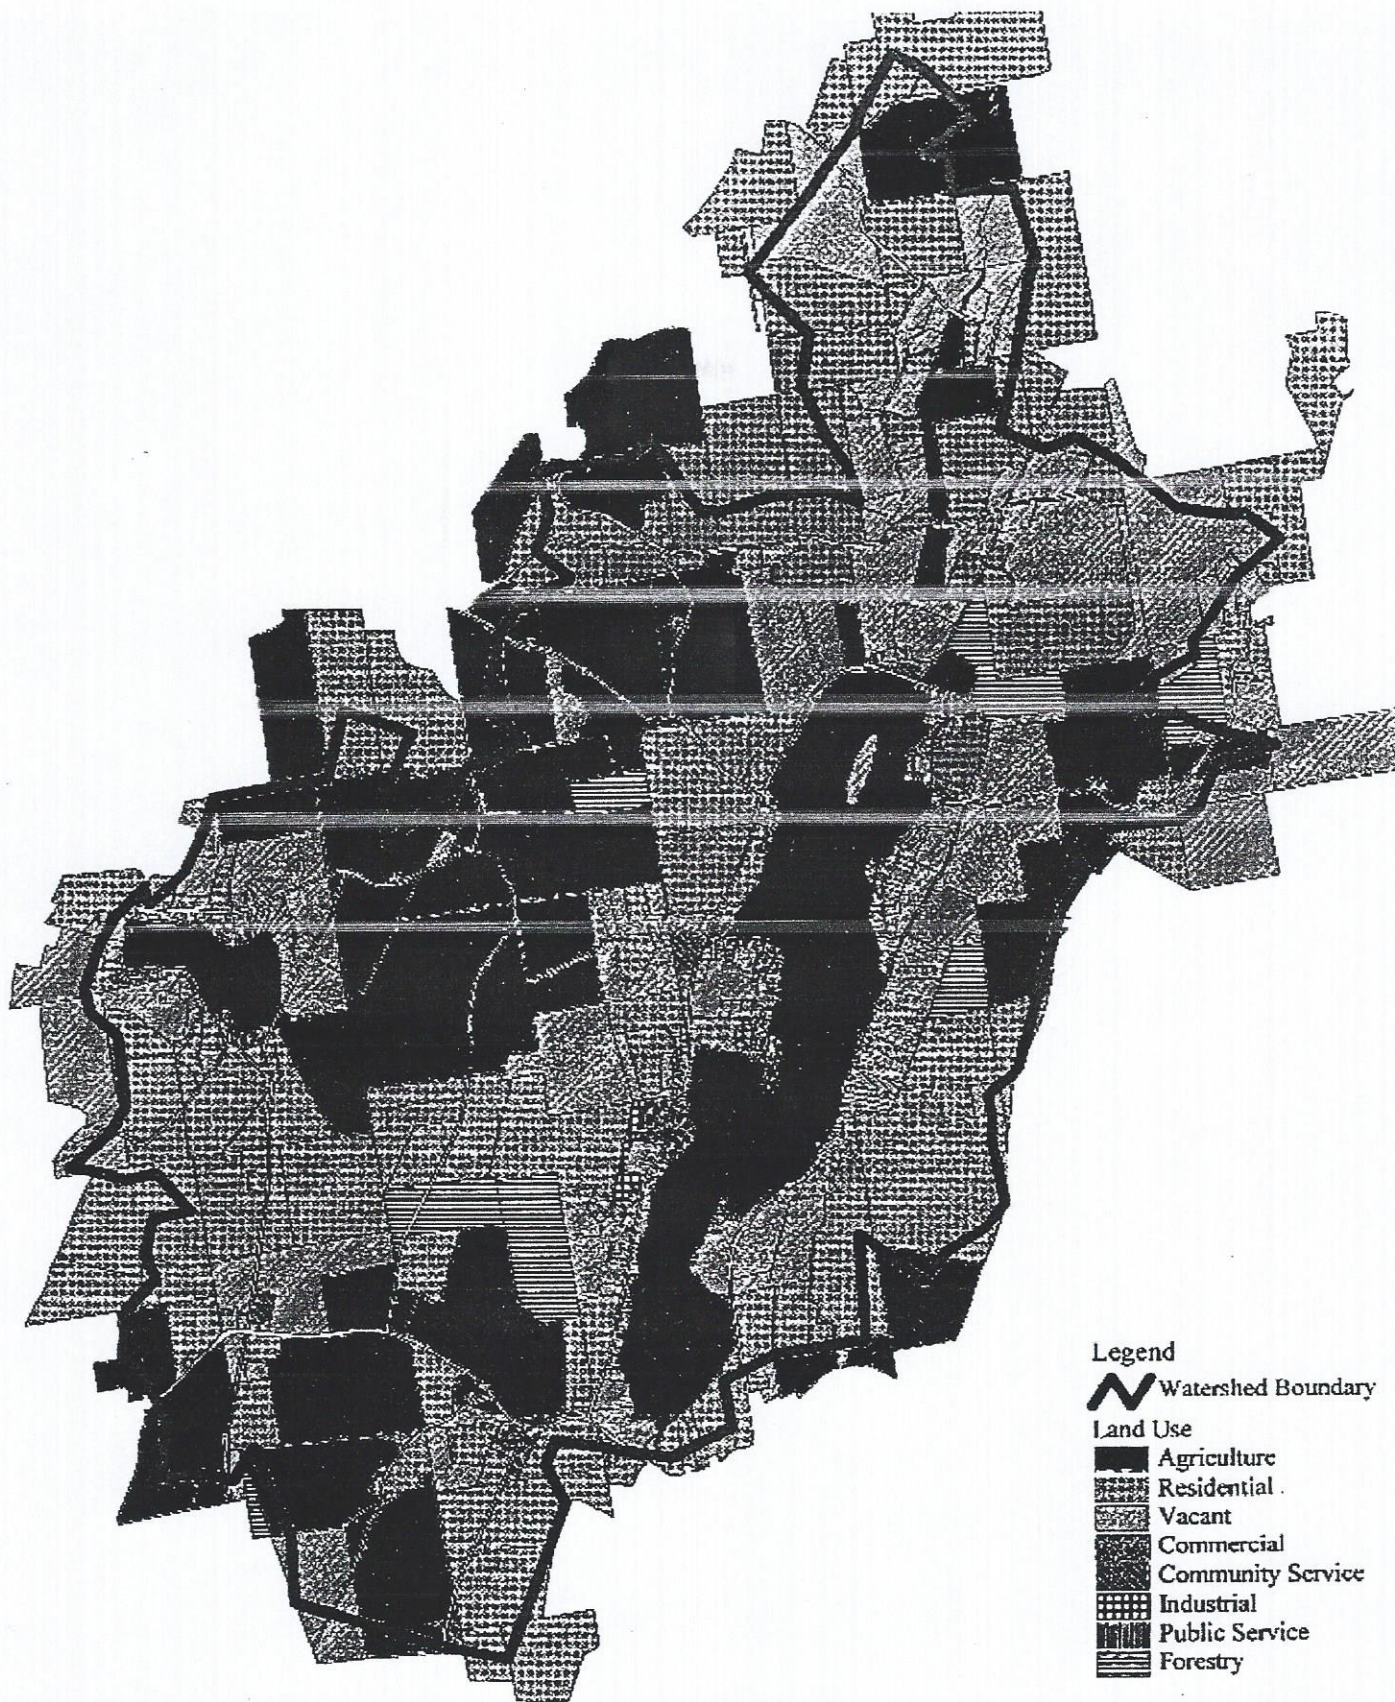 Legend
Watershed Boundary
Land Use
Agriculture
Residential
Vacant
Commercial
Community Service
Industrial
Public Service
Forestry